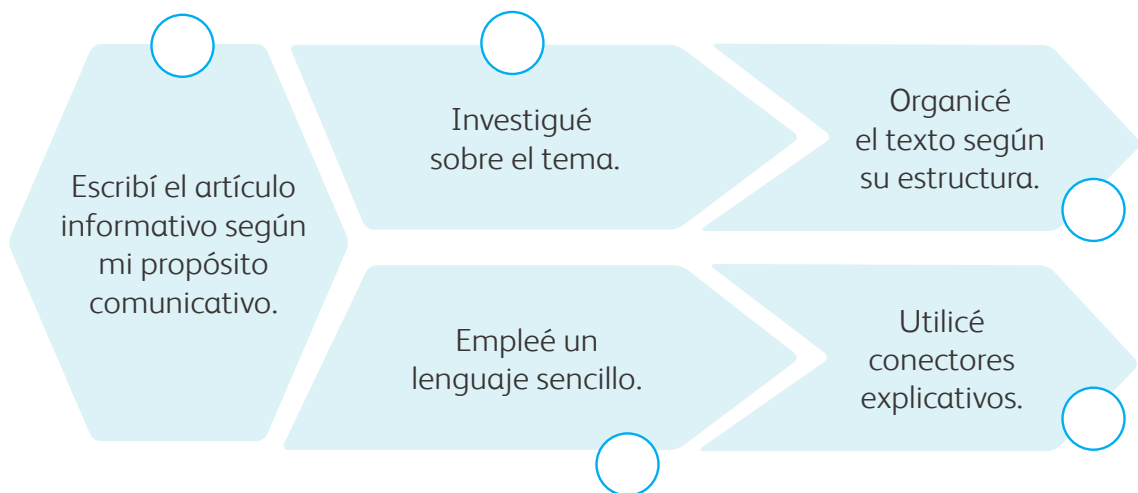 Escribí el artículo
informativo según
mi propósito
comunicativo.
Investigué
sobre el tema.
Organicé
el texto según
su estructura.
Empleé un
lenguaje sencillo.
Utilicé
conectores
explicativos.